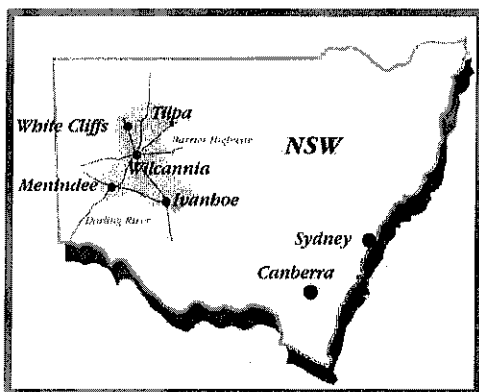 Tilpa
White Cliffs
Barrier Highway
NSW
Wilcannia
Menindee
Ivanhoe
Darling River
Sydney
Canberra